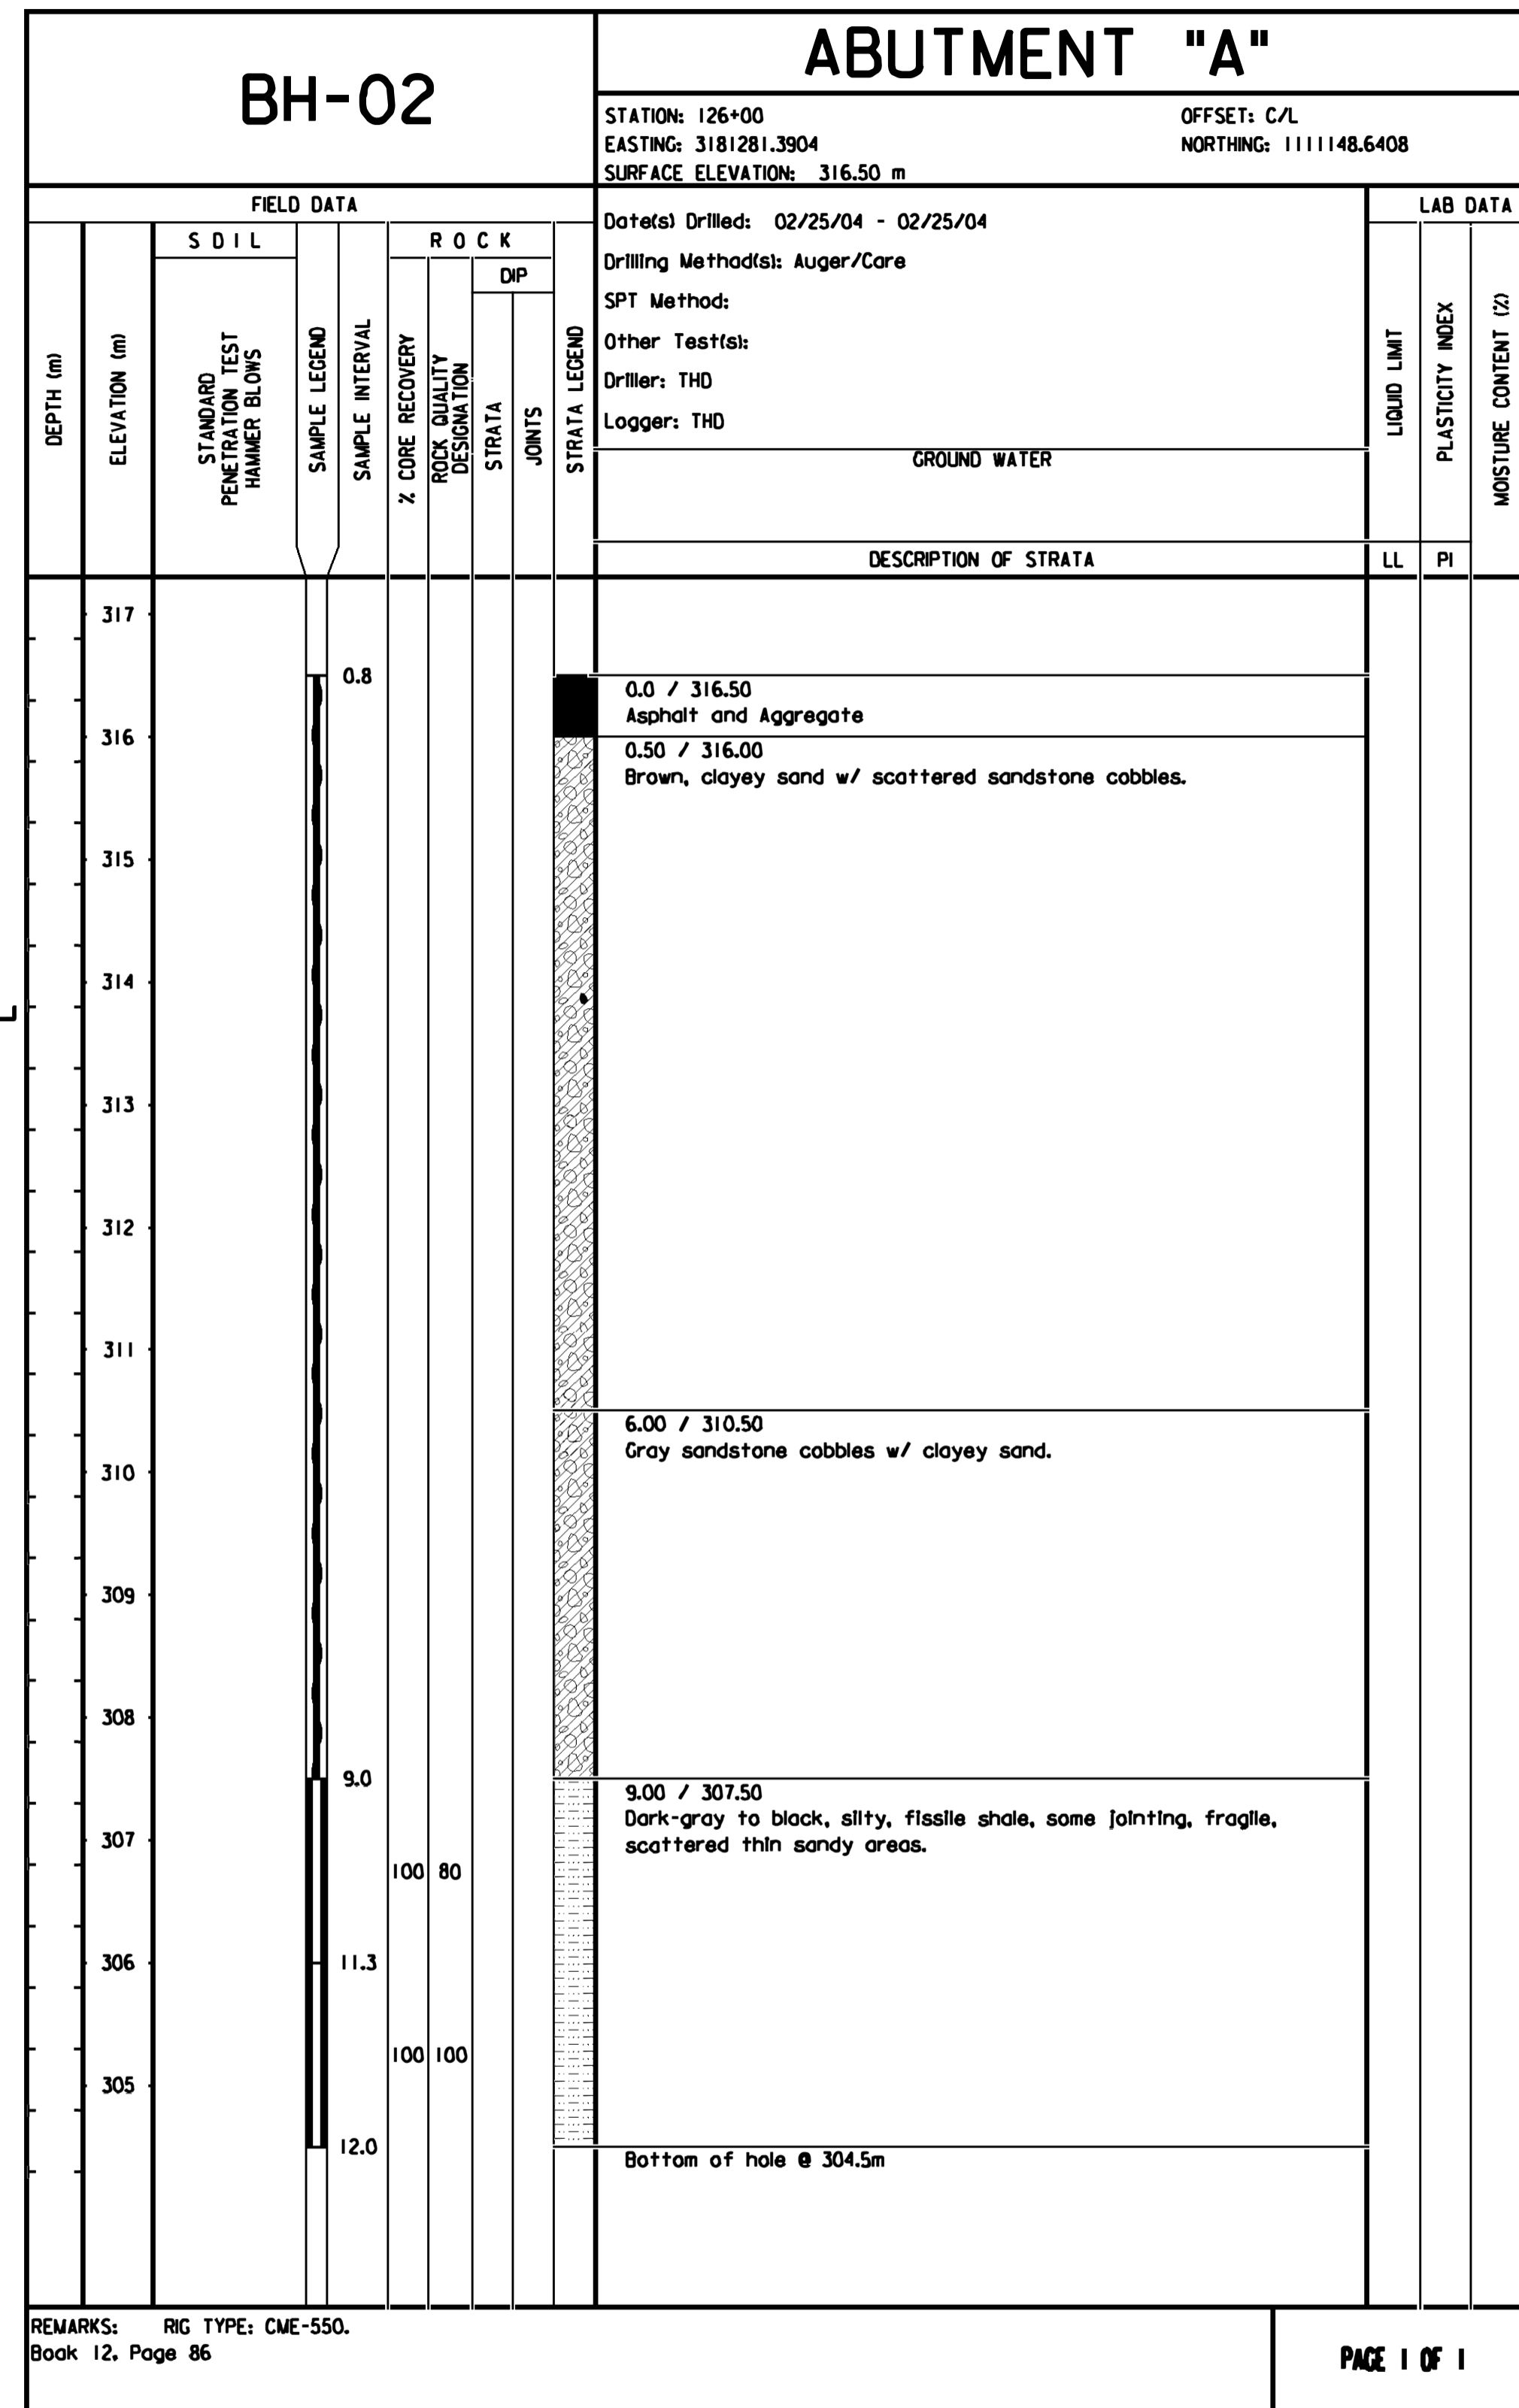 BH-02
ABUTMENT "A"
STATION: 126+00
OFFSET: C/L
EASTING: 3181281.3904
NORTHING: 1111148.6408
SURFACE ELEVATION: 316.50 m
FIELD DATA
LAB DATA
SOIL
ROCK
DIP
DEPTH (m)
ELEVATION (m)
STANDARD
PENETRATION TEST
HAMMER BLOWS
SAMPLE LEGEND
SAMPLE INTERVAL
% CORE RECOVERY
ROCK QUALITY
DESIGNATION
STRATA
JOINTS
STRATA LEGEND
Date(s) Drilled: 02/25/04 - 02/25/04
Drilling Method(s): Auger/Core
SPT Method:
Other Test(s):
Driller: THD
Logger: THD
GROUND WATER
DESCRIPTION OF STRATA
LIQUID LIMIT
PLASTICITY INDEX
MOISTURE CONTENT (%)
LL
PI
317
0.8
0.0 / 316.50
Asphalt and Aggregate
316
0.50 / 316.00
Brown, clayey sand w/ scattered sandstone cobbles.
315
314
313
312
311
6.00 / 310.50
Gray sandstone cobbles w/ clayey sand.
310
309
308
9.0
9.00 / 307.50
Dark-gray to black, silty, fissile shale, some jointing, fragile,
scattered thin sandy areas.
307
100 80
306
11.3
100 100
305
12.0
Bottom of hole @ 304.5m
REMARKS: RIG TYPE: CME-550.
Book 12, Page 86
PAGE 1 OF 1